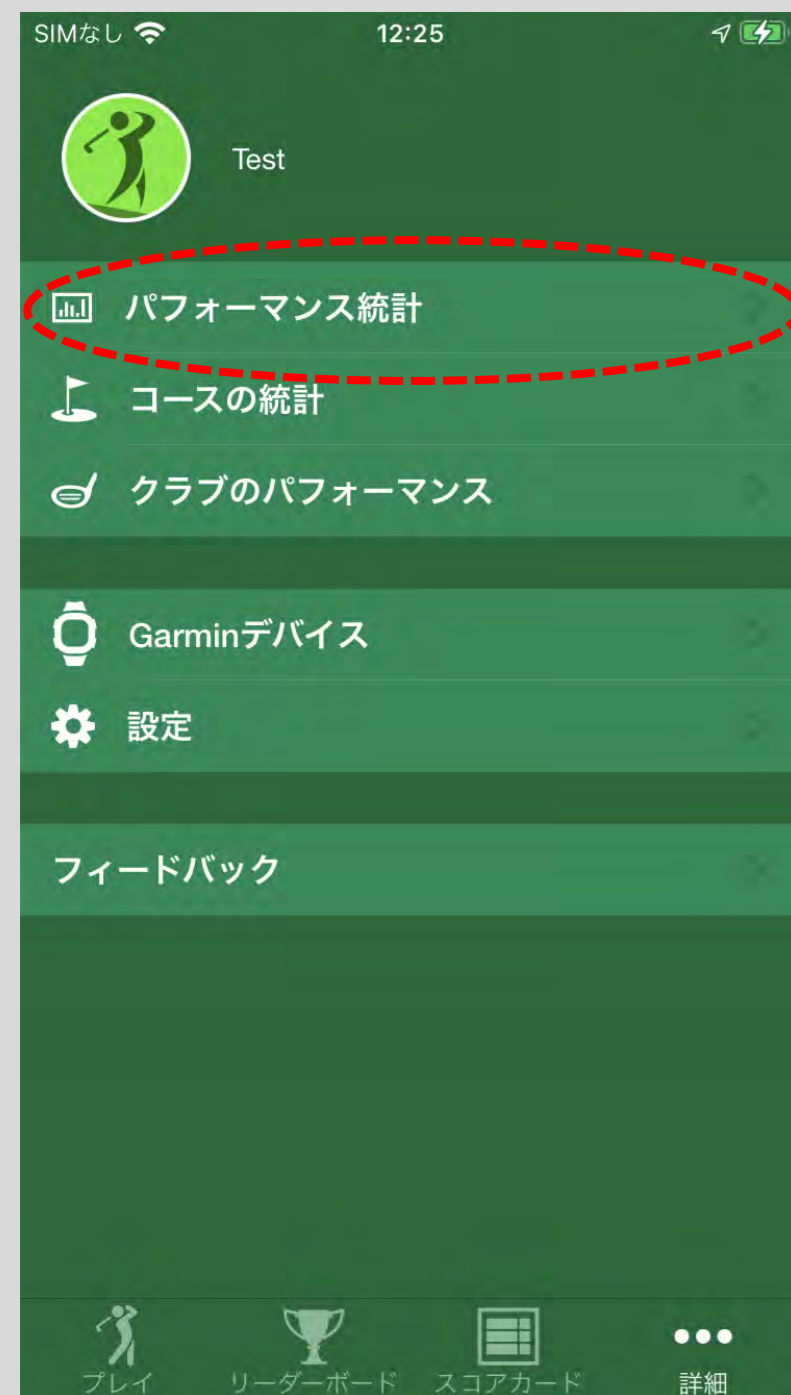 SIMなし 12:25
Test
パフォーマンス統計
コースの統計
クラブのパフォーマンス
Garminデバイス
設定
フィードバック
プレイ リーダーボード スコアカード 詳細